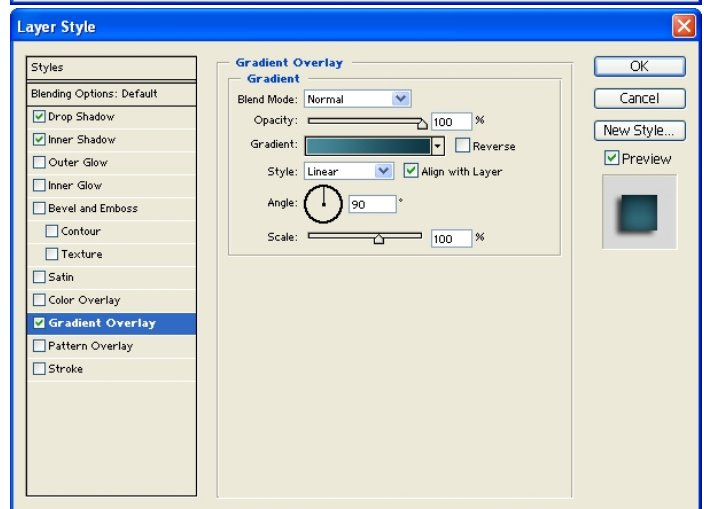 Layer Style
Styles
Blending Options: Default
Drop Shadow
Inner Shadow
Outer Glow
Inner Glow
Bevel and Emboss
Contour
Texture
Satin
Color Overlay
Gradient Overlay
Pattern Overlay
Stroke
Gradient Overlay
Gradient
Blend Mode: Normal
Opacity: 100 %
Gradient: Reverse
Style: Linear Align with Layer
Angle: 90 °
Scale: 100 %
OK
Cancel
New Style...
Preview